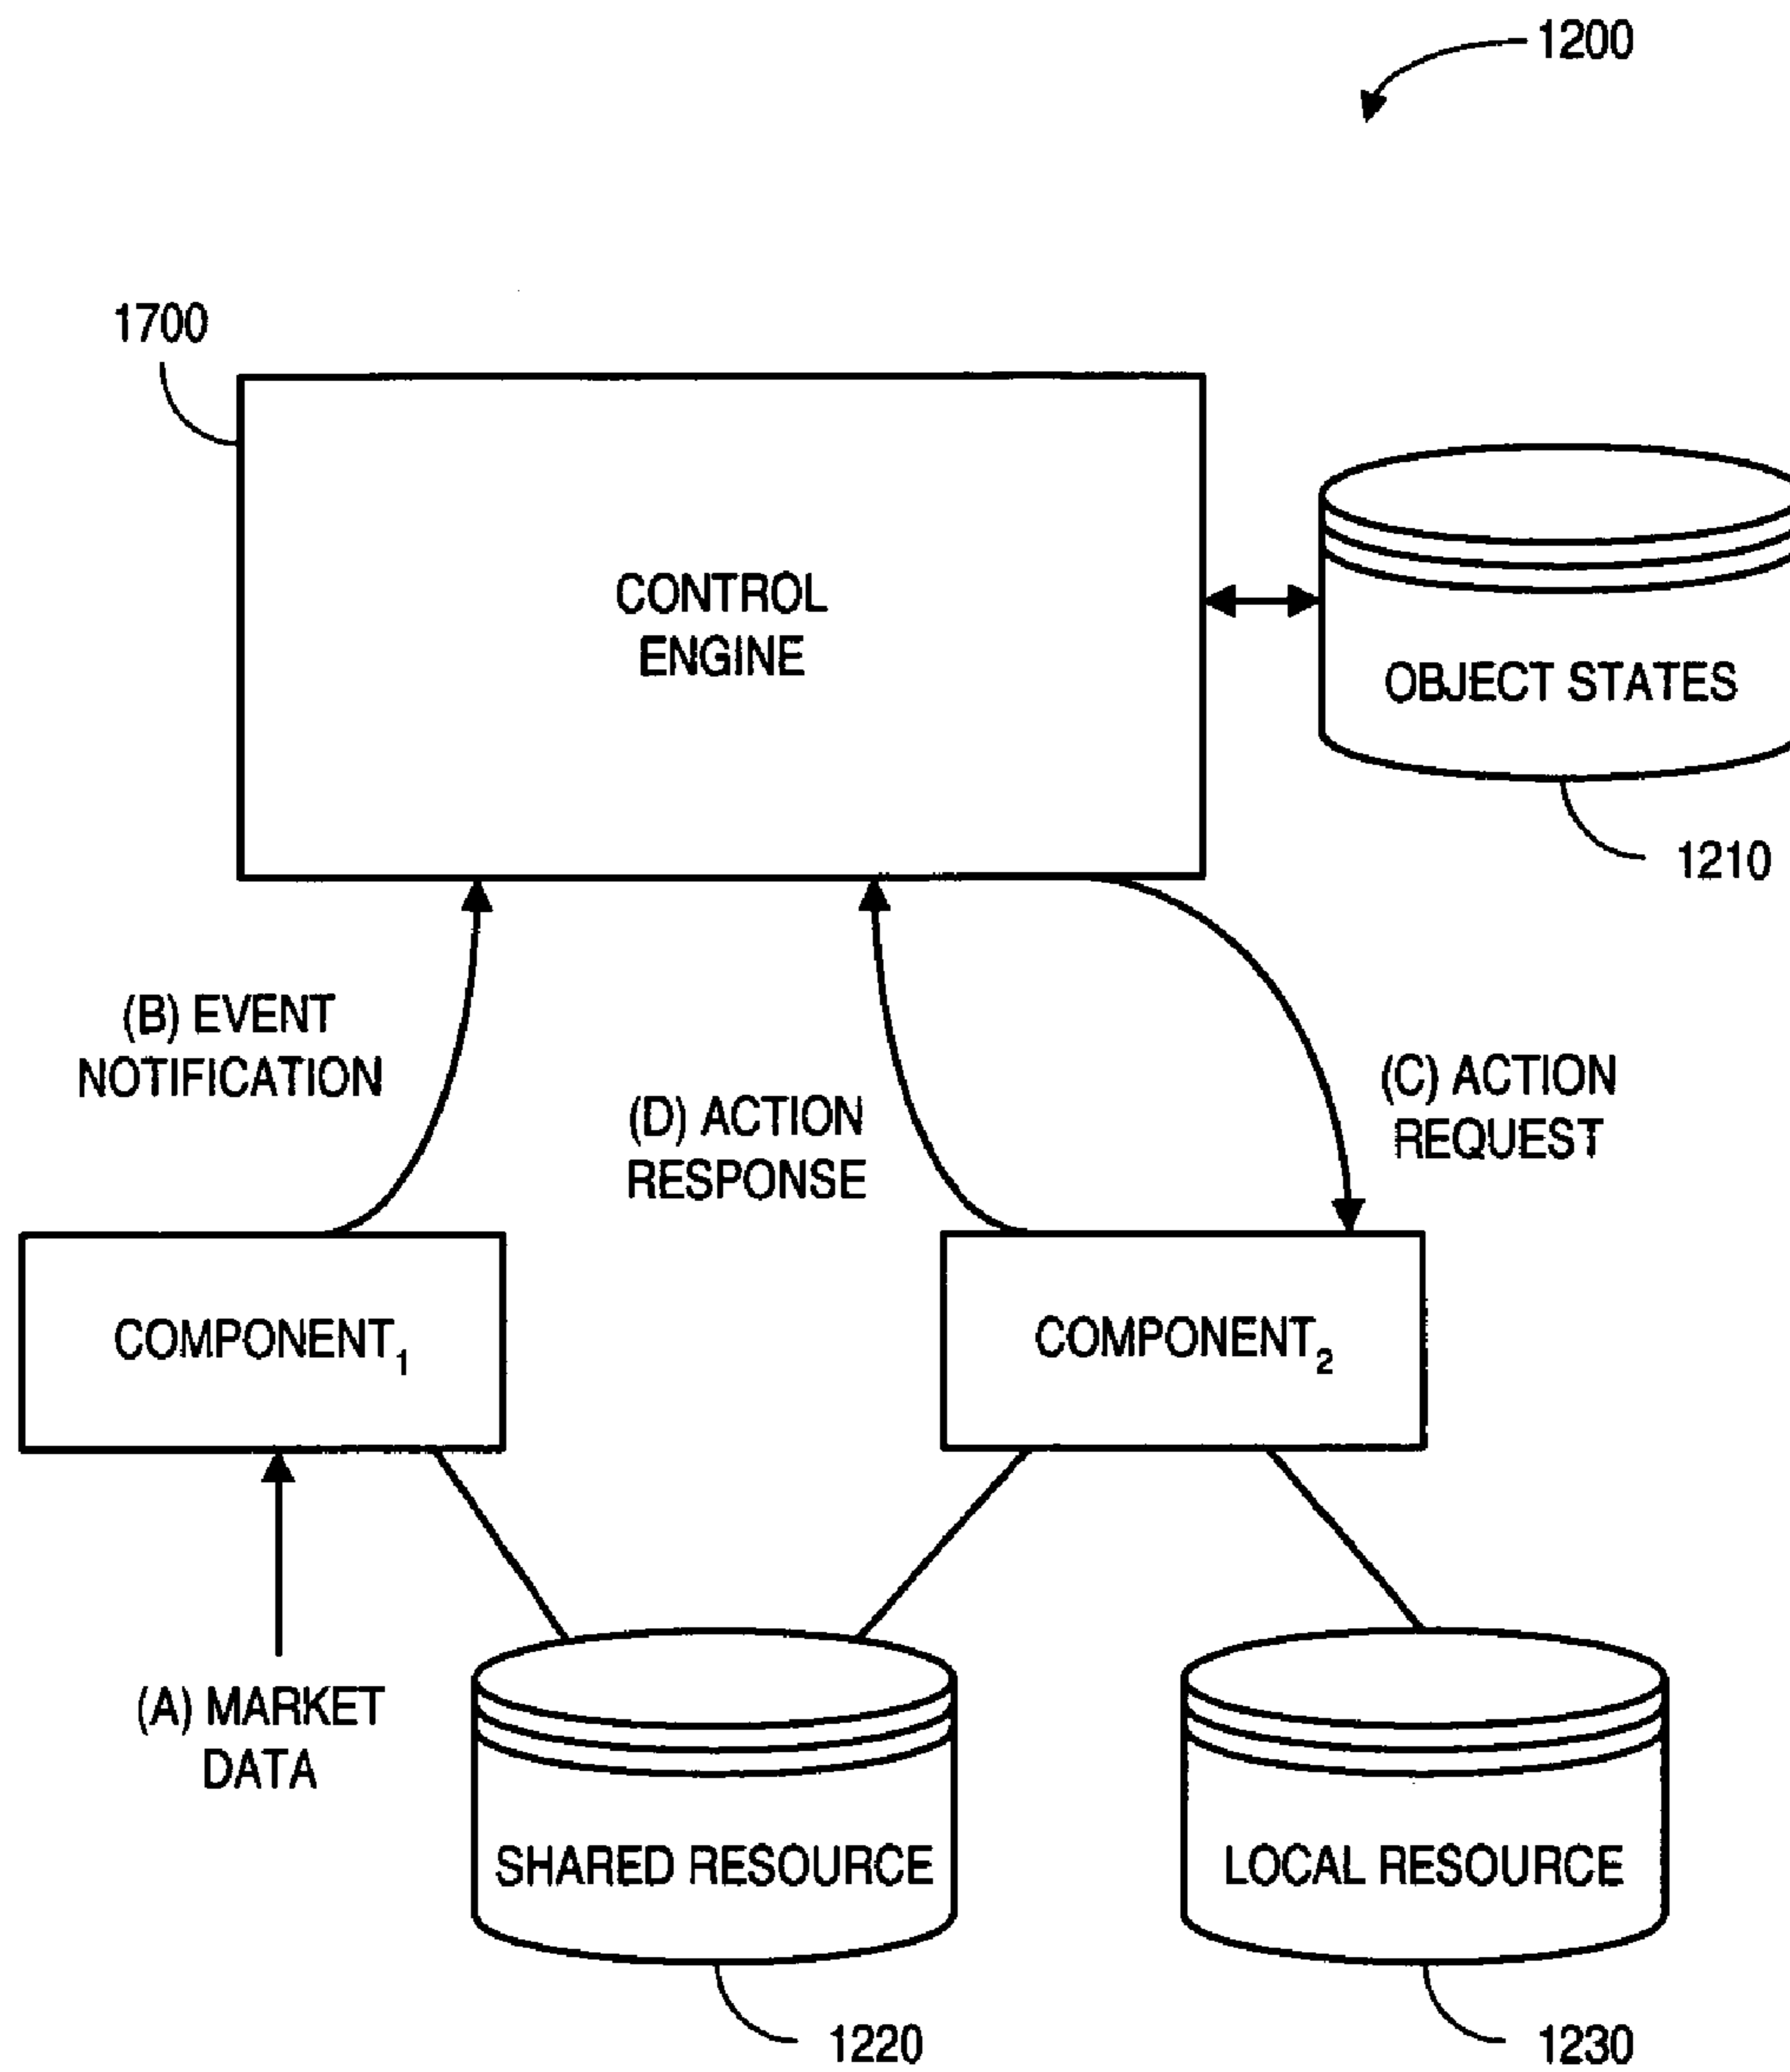 1200
1700
CONTROL
ENGINE
OBJECT STATES
1210
(B) EVENT
NOTIFICATION
(D) ACTION
RESPONSE
(C) ACTION
REQUEST
COMPONENT₁
COMPONENT₂
(A) MARKET
DATA
SHARED RESOURCE
LOCAL RESOURCE
1220
1230